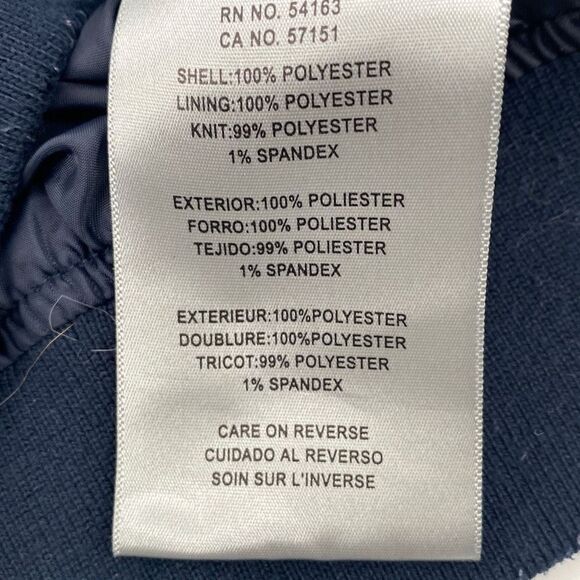 RN NO. 54163
CA NO. 57151
SHELL:100% POLYESTER
LINING:100% POLYESTER
KNIT:99% POLYESTER
1% SPANDEX
EXTERIOR:100% POLIESTER
FORRO:100% POLIESTER
TEJIDO:99% POLIESTER
1% SPANDEX
EXTERIEUR:100%POLYESTER
DOUBLURE:100%POLYESTER
TRICOT:99% POLYESTER
1% SPANDEX
CARE ON REVERSE
CUIDADO AL REVERSO
SOIN SUR L'INVERSE